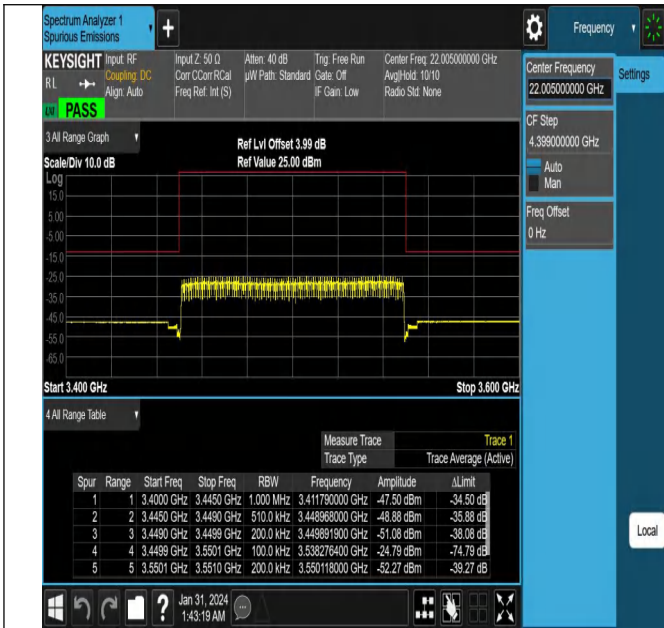 Spectrum Analyzer 1
Spurious Emissions
Frequency
KEYSIGHT Input: RF Input Z: 50 Ω Atten: 40 dB Trig: Free Run Center Freq: 22.005000000 GHz
RL Coupling: DC Corr CCorr RCal µW Path: Standard Gate: Off Avg|Hold: 10/10
Align: Auto Freq Ref: Int (S) IF Gain: Low Radio Std: None
PASS
Center Frequency
22.005000000 GHz
Settings
CF Step
4.399000000 GHz
Auto
Man
Freq Offset
0 Hz
3 All Range Graph
Ref Lvl Offset 3.99 dB
Scale/Div 10.0 dB Ref Value 25.00 dBm
Log
15.0
5.00
-5.00
-15.0
-25.0
-35.0
-45.0
-55.0
-65.0
Start 3.400 GHz Stop 3.600 GHz
4 All Range Table
Measure Trace Trace 1
Trace Type Trace Average (Active)
Spur Range Start Freq Stop Freq RBW Frequency Amplitude ΔLimit
1 1 3.4000 GHz 3.4450 GHz 1.000 MHz 3.411790000 GHz -47.50 dBm -34.50 dB
2 2 3.4450 GHz 3.4490 GHz 510.0 kHz 3.448968000 GHz -48.88 dBm -35.88 dB
3 3 3.4490 GHz 3.4499 GHz 200.0 kHz 3.449891900 GHz -51.08 dBm -38.08 dB
4 4 3.4499 GHz 3.5501 GHz 100.0 kHz 3.538276400 GHz -24.79 dBm -74.79 dB
5 5 3.5501 GHz 3.5510 GHz 200.0 kHz 3.550118000 GHz -52.27 dBm -39.27 dB
Local
Jan 31, 2024
1:43:19 AM